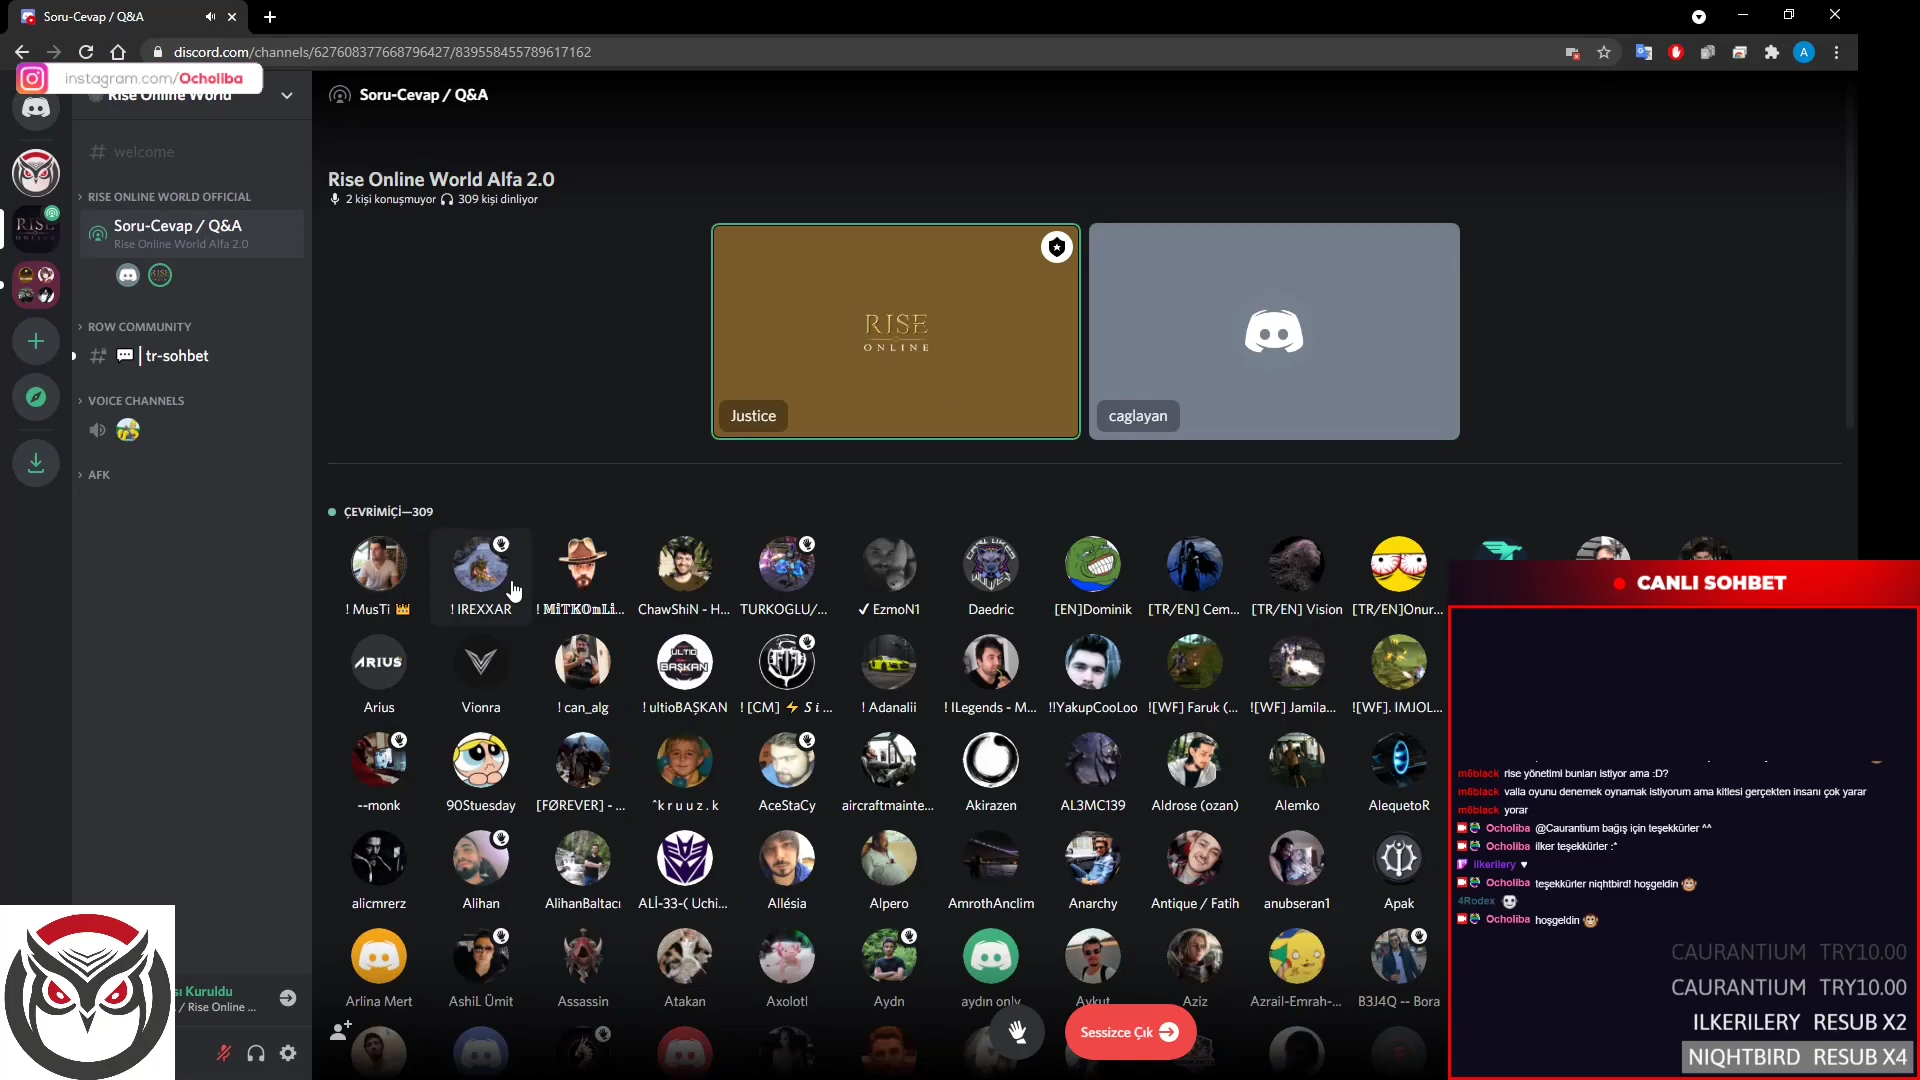 Soru-Cevap / Q&A
discord.com/channels/627608377668796427/839558455789617162
instagram.com/Ocholiba
Rise Online World
welcome
RISE ONLINE WORLD OFFICIAL
Soru-Cevap / Q&A
Rise Online World Alfa 2.0
ROW COMMUNITY
tr-sohbet
VOICE CHANNELS
AFK
Soru-Cevap / Q&A
Rise Online World Alfa 2.0
2 kişi konuşmuyor 309 kişi dinliyor
RISE
ONLINE
Justice
caglayan
ÇEVRİMİÇİ—309
! MusTi
! IREXXAR
! MiTKOnLi...
ChawShiN - H...
TURKOGLU/...
✓ EzmoN1
Daedric
[EN]Dominik
[TR/EN] Cem...
[TR/EN] Vision
[TR/EN]Onur...
ARIUS
ULTIO
BAŞKAN
Arius
Vionra
! can_alg
! ultioBAŞKAN
! [CM] ⚡ S i ...
! Adanalii
! ILegends - M...
!!YakupCooLoo
![WF] Faruk (...
![WF] Jamila...
![WF]. IMJOL...
--monk
90Stuesday
[FØREVER] - ...
ˆk r u u z . k
AceStaCy
aircraftmainte...
Akirazen
AL3MC139
Aldrose (ozan)
Alemko
AlequetoR
alicmrerz
Alihan
AlihanBaltacı
ALİ-33-( Uchi...
Allésia
Alpero
AmrothAnclim
Anarchy
Antique / Fatih
anubseran1
Apak
Arlina Mert
AshiL Ümit
Assassin
Atakan
Axolotl
Aydn
aydın only
Aykut
Aziz
Azrail-Emrah-...
B3J4Q -- Bora
Sessizce Çık
sı Kuruldu
/ Rise Online ...
CANLI SOHBET
m6black rise yönetimi bunları istiyor ama :D?
m6black valla oyunu denemek oynamak istiyorum ama kitlesi gerçekten insanı çok yarar
m6black yorar
Ocholiba @Caurantium bağış için teşekkürler ^^
Ocholiba ilker teşekkürler :*
ilkerilery ♥
Ocholiba teşekkürler niqhtbird! hoşgeldin
4Rodex
Ocholiba hoşgeldin
CAURANTIUM TRY10.00
CAURANTIUM TRY10.00
ILKERILERY RESUB X2
NIQHTBIRD RESUB X4